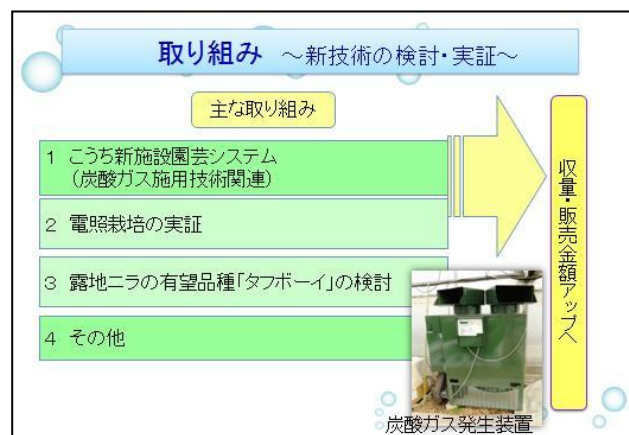 取り組み ～新技術の検討・実証～
主な取り組み
1 こうち新施設園芸システム
（炭酸ガス施用技術関連）
2 電照栽培の実証
3 露地ニラの有望品種「タフボーイ」の検討
4 その他
収量・販売金額アップへ
炭酸ガス発生装置